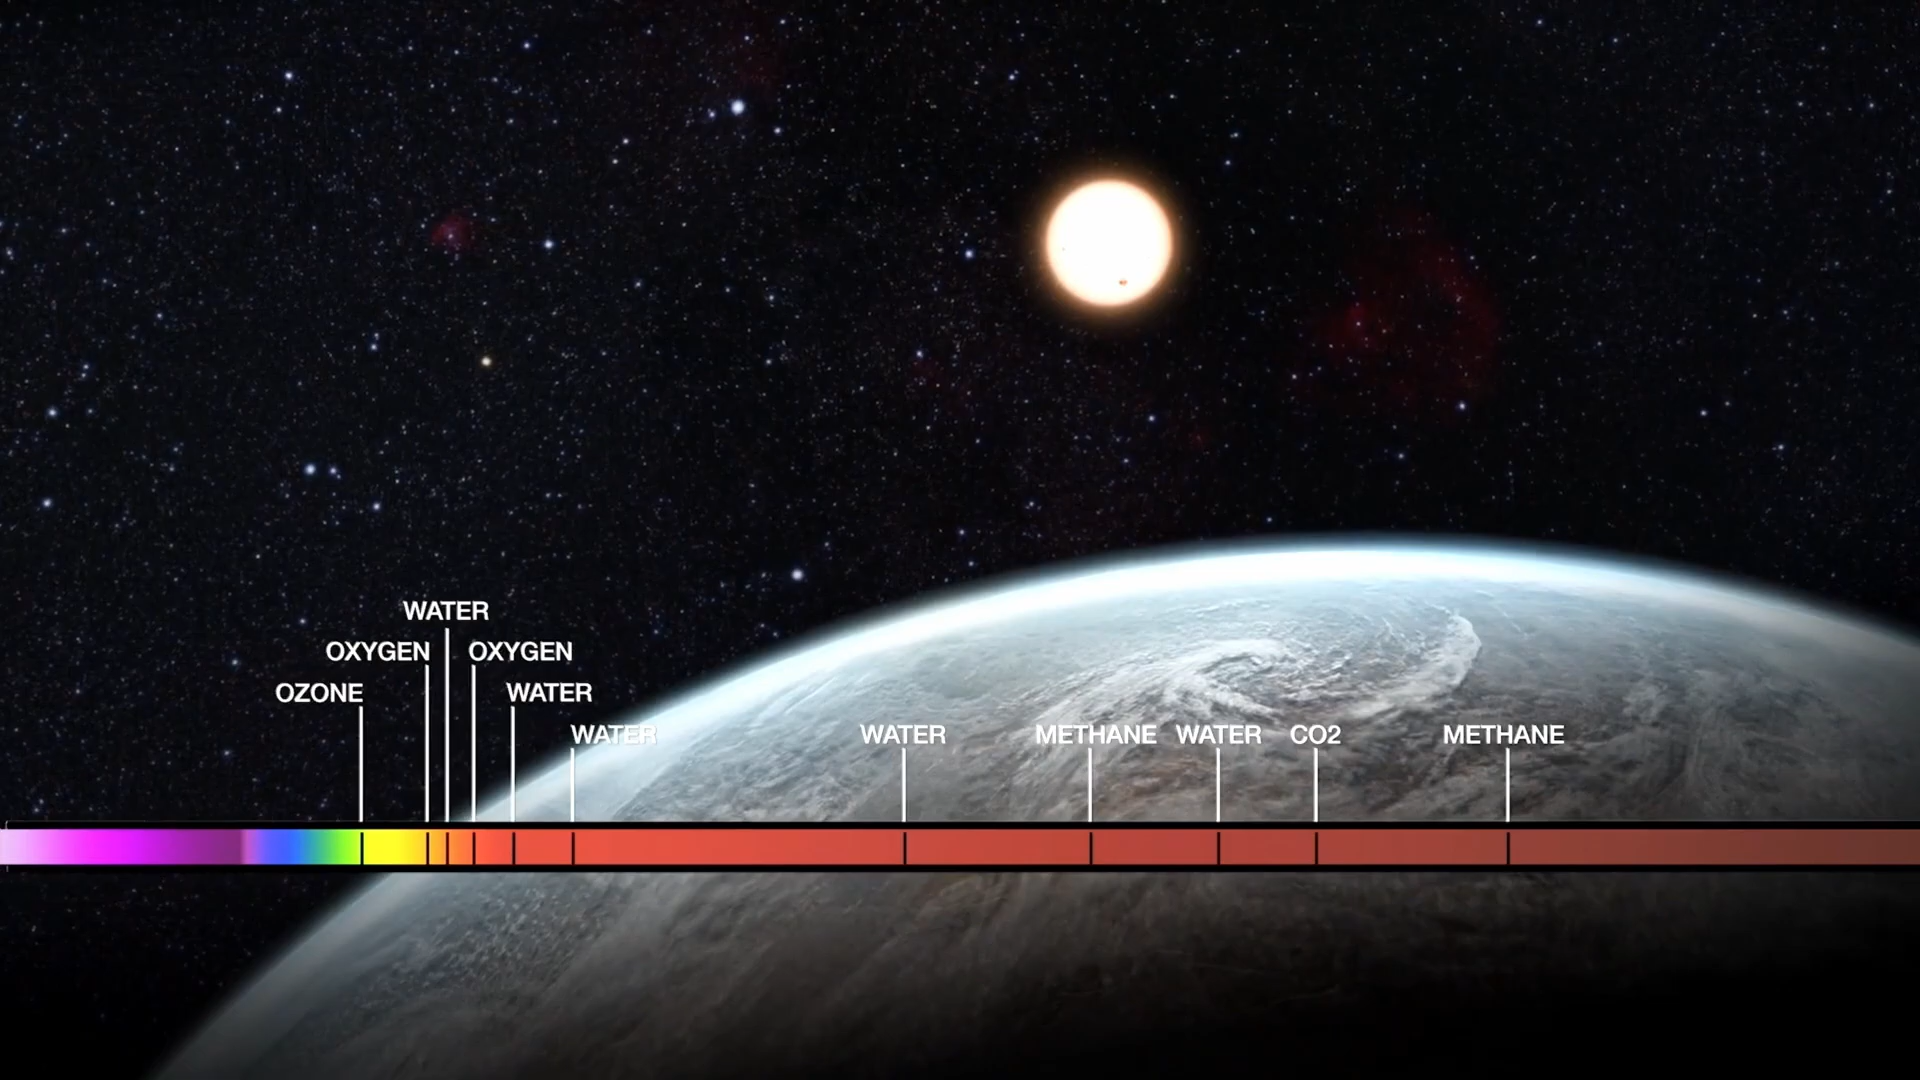 WATER
OXYGEN OXYGEN
OZONE WATER
WATER WATER METHANE WATER CO2 METHANE